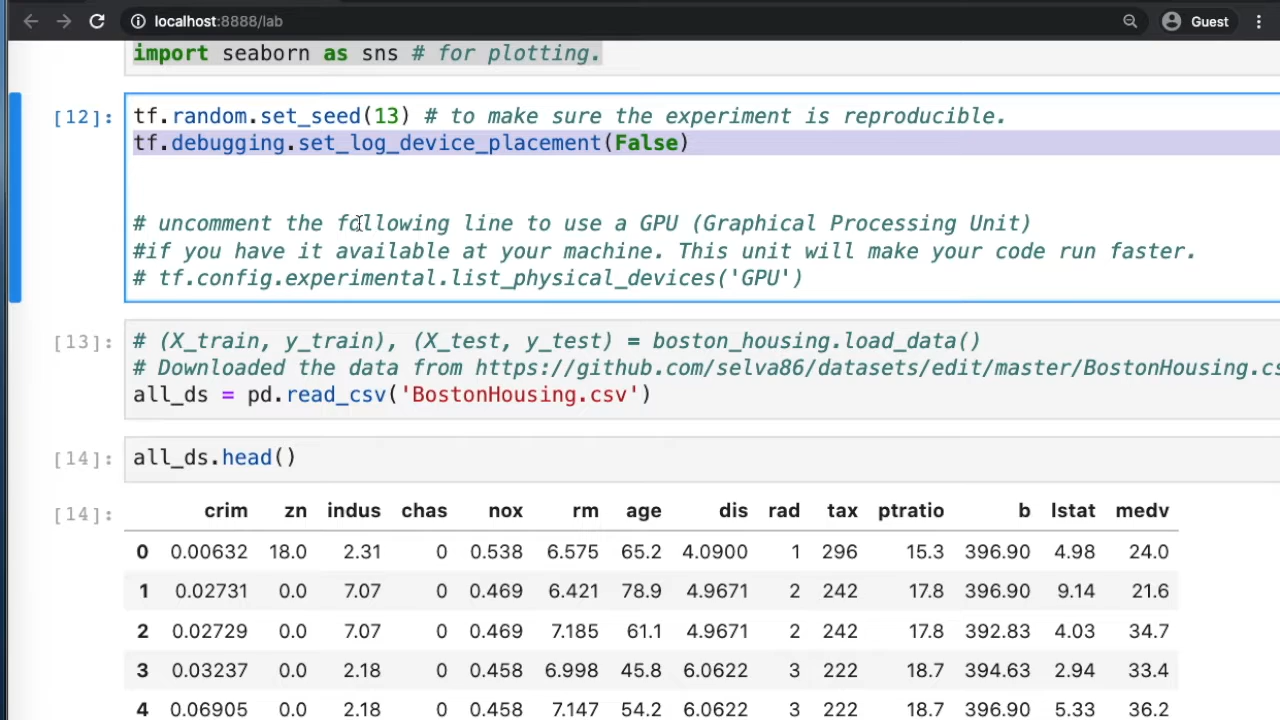 localhost:8888/lab
Guest
import seaborn as sns # for plotting.
[12]: tf.random.set_seed(13) # to make sure the experiment is reproducible.
tf.debugging.set_log_device_placement(False)
# uncomment the following line to use a GPU (Graphical Processing Unit)
#if you have it available at your machine. This unit will make your code run faster.
# tf.config.experimental.list_physical_devices('GPU')
[13]: # (X_train, y_train), (X_test, y_test) = boston_housing.load_data()
# Downloaded the data from https://github.com/selva86/datasets/edit/master/BostonHousing.cs
all_ds = pd.read_csv('BostonHousing.csv')
[14]: all_ds.head()
[14]: crim zn indus chas nox rm age dis rad tax ptratio b lstat medv
0 0.00632 18.0 2.31 0 0.538 6.575 65.2 4.0900 1 296 15.3 396.90 4.98 24.0
1 0.02731 0.0 7.07 0 0.469 6.421 78.9 4.9671 2 242 17.8 396.90 9.14 21.6
2 0.02729 0.0 7.07 0 0.469 7.185 61.1 4.9671 2 242 17.8 392.83 4.03 34.7
3 0.03237 0.0 2.18 0 0.458 6.998 45.8 6.0622 3 222 18.7 394.63 2.94 33.4
4 0.06905 0.0 2.18 0 0.458 7.147 54.2 6.0622 3 222 18.7 396.90 5.33 36.2